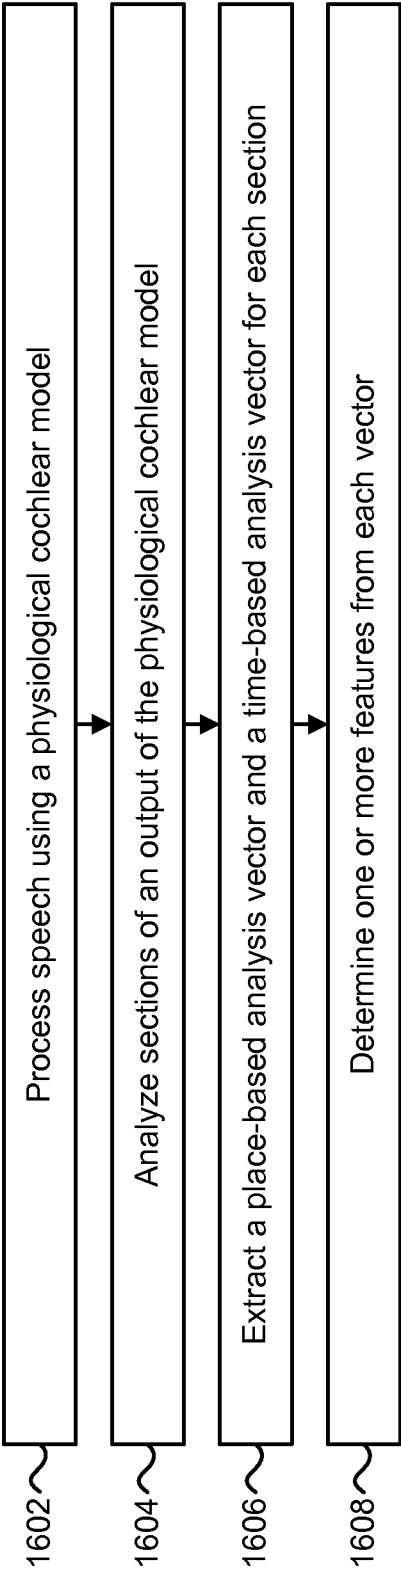 1602
Process speech using a physiological cochlear model
1604
Analyze sections of an output of the physiological cochlear model
1606
Extract a place-based analysis vector and a time-based analysis vector for each section
1608
Determine one or more features from each vector